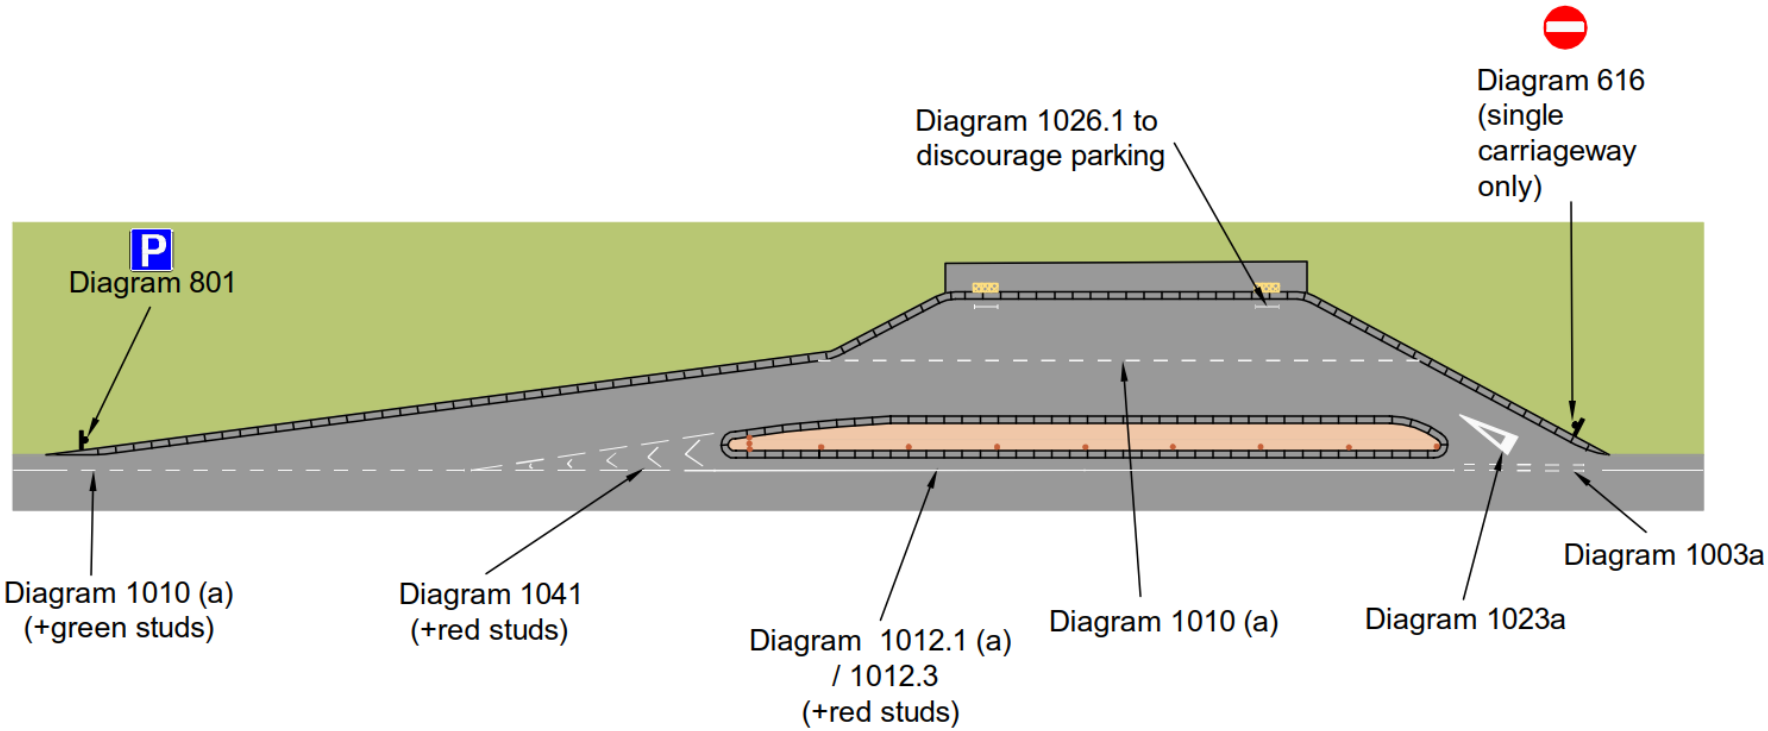 Diagram 616
(single
carriageway
only)
Diagram 1026.1 to
discourage parking
P
Diagram 801
Diagram 1003a
Diagram 1010 (a)
(+green studs)
Diagram 1041
(+red studs)
Diagram 1012.1 (a)
/ 1012.3
(+red studs)
Diagram 1010 (a)
Diagram 1023a